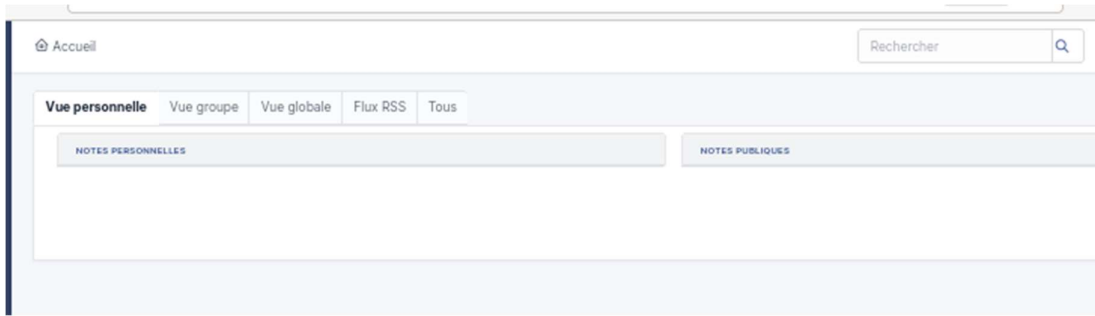 Accueil
Rechercher
Vue personnelle Vue groupe Vue globale Flux RSS Tous
NOTES PERSONNELLES NOTES PUBLIQUES